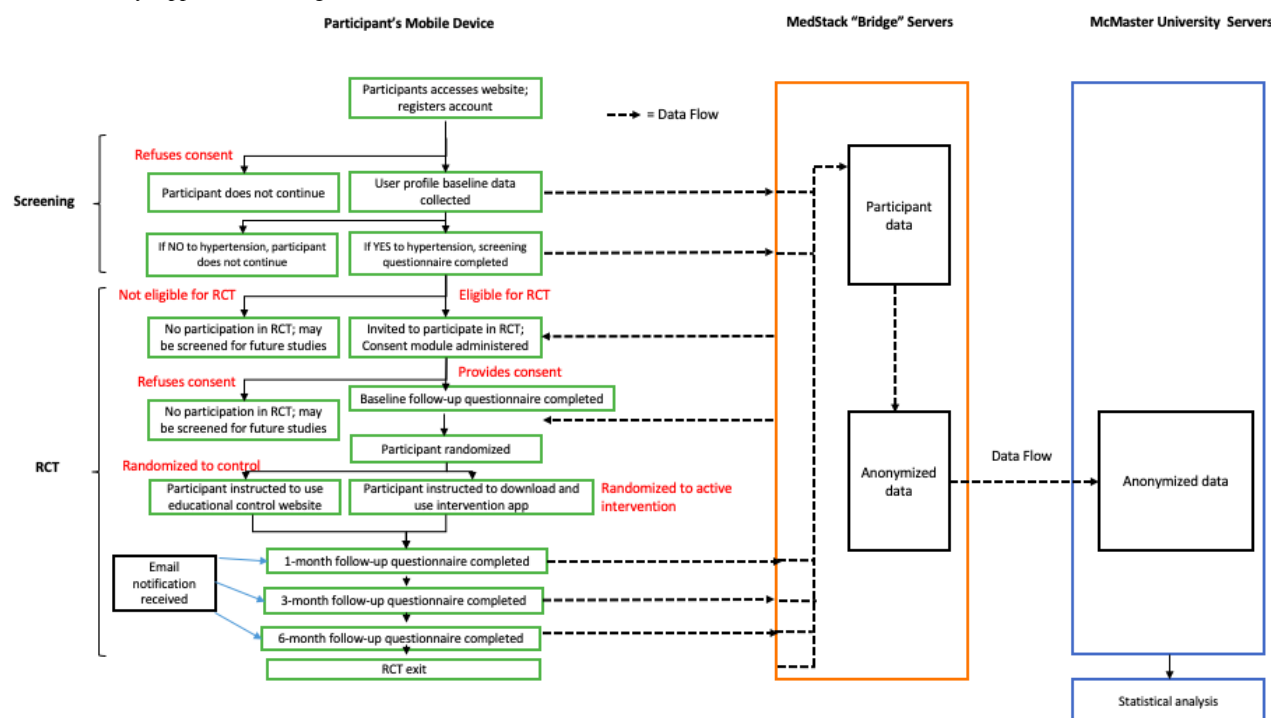 Participant's Mobile Device
MedStack "Bridge" Servers
McMaster University Servers
Participants accesses website;
registers account
= Data Flow
Refuses consent
Screening
Participant does not continue
User profile baseline data
collected
Participant
data
If NO to hypertension, participant
does not continue
If YES to hypertension, screening
questionnaire completed
Not eligible for RCT
Eligible for RCT
No participation in RCT; may
be screened for future studies
Invited to participate in RCT;
Consent module administered
Refuses consent
Provides consent
Baseline follow-up questionnaire completed
No participation in RCT; may
be screened for future studies
Participant randomized
RCT
Randomized to control
Participant instructed to use
educational control website
Participant instructed to download and
use intervention app
Randomized to active
intervention
Anonymized
data
Data Flow
Anonymized data
Email
notification
received
1-month follow-up questionnaire completed
3-month follow-up questionnaire completed
6-month follow-up questionnaire completed
RCT exit
Statistical analysis